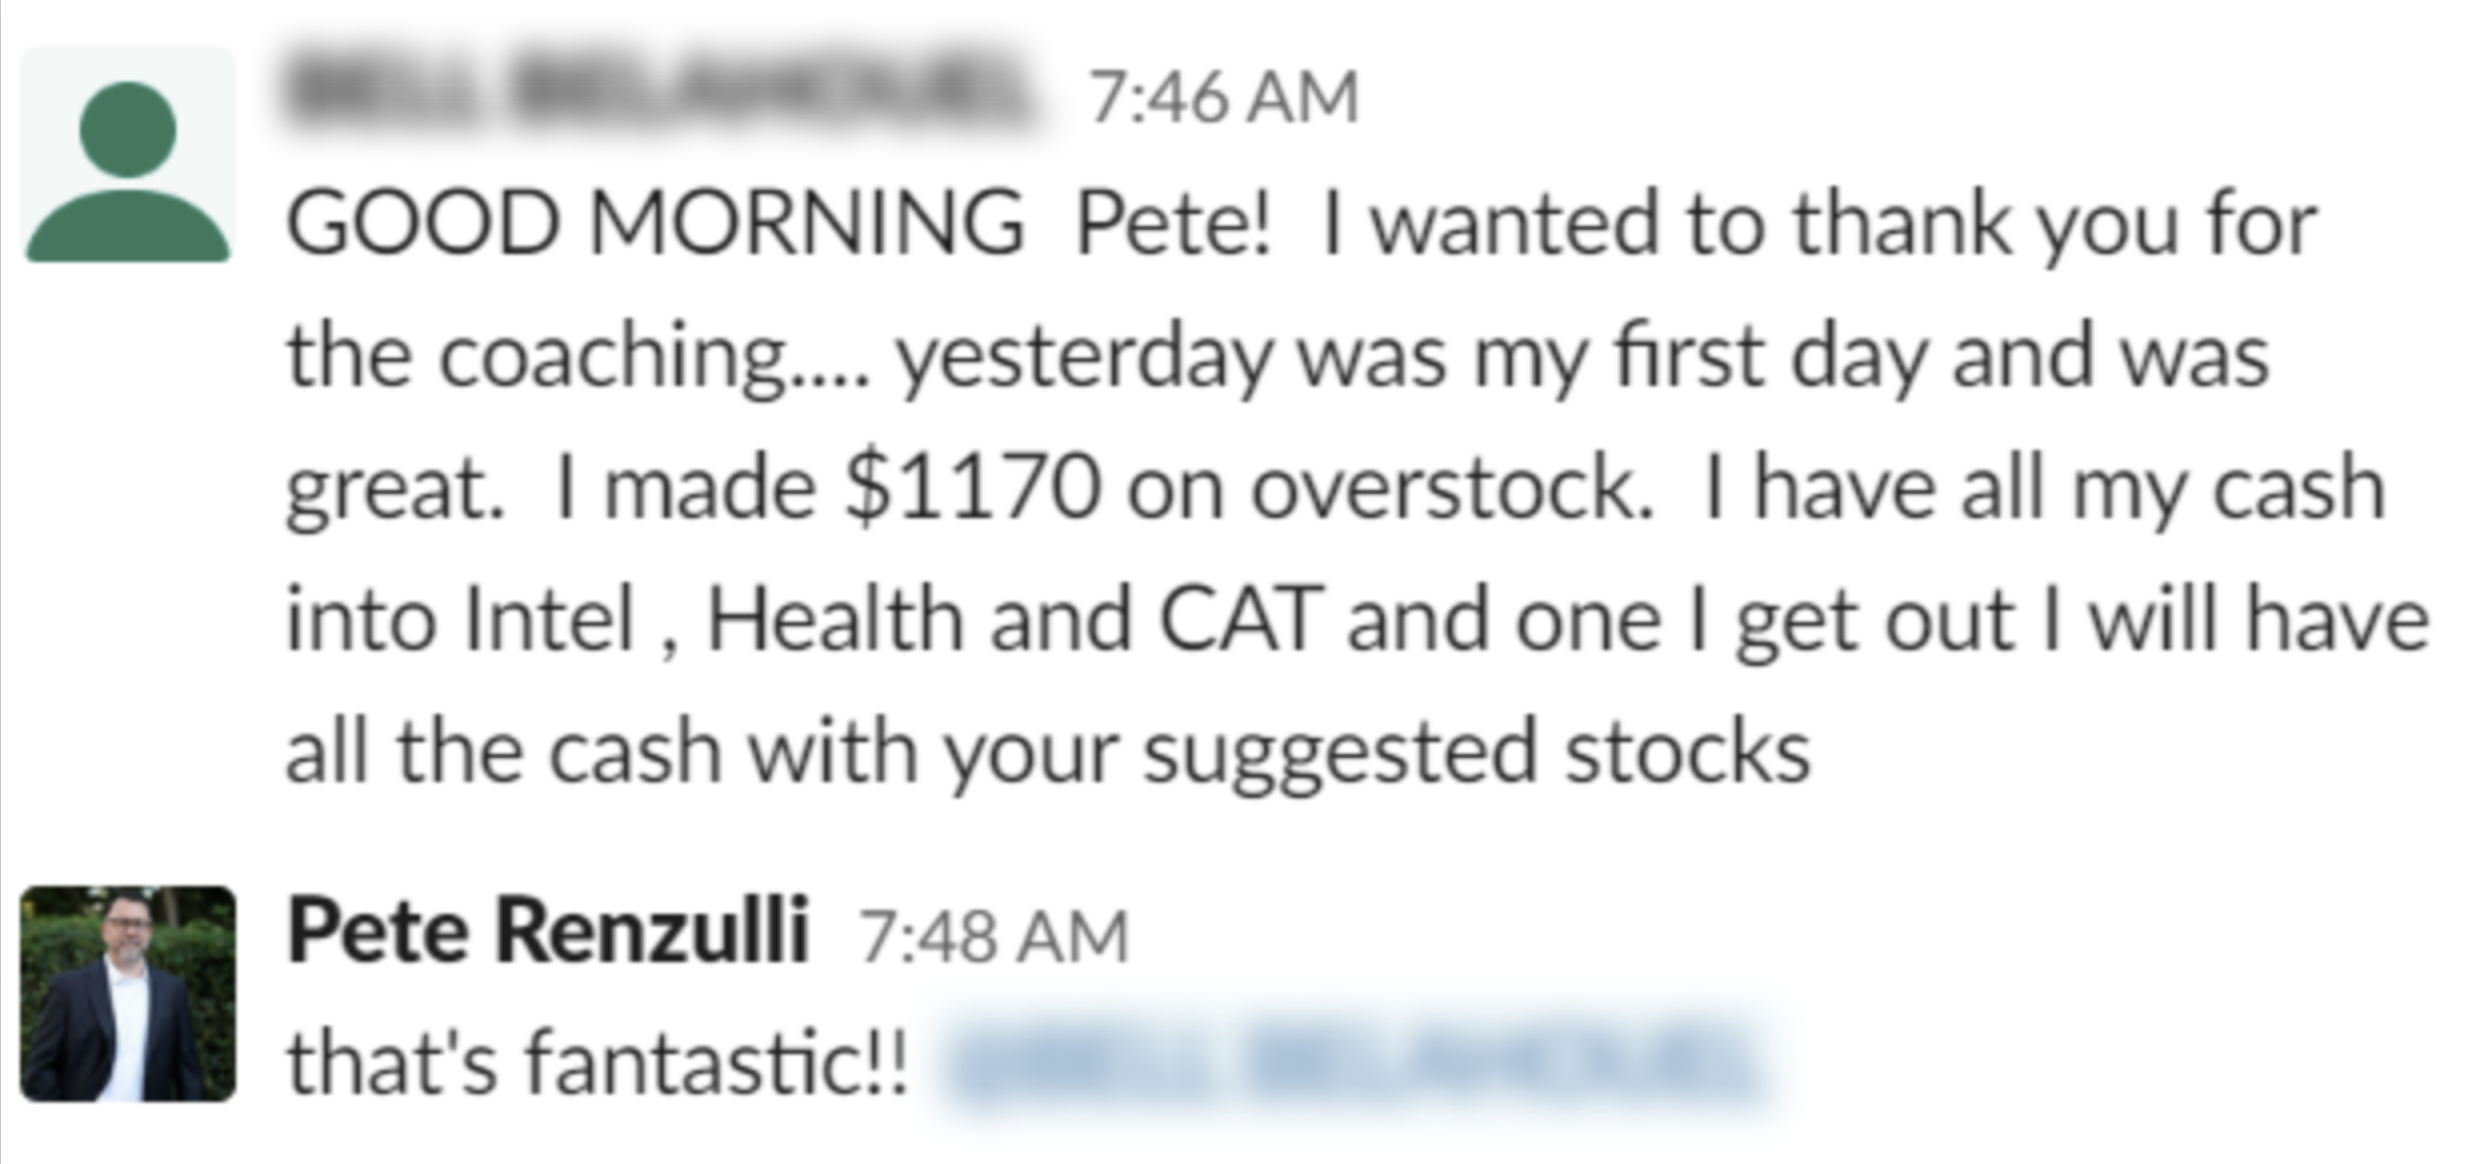 7:46 AM
GOOD MORNING  Pete!  I wanted to thank you for
the coaching.... yesterday was my first day and was
great.  I made $1170 on overstock.  I have all my cash
into Intel , Health and CAT and one I get out I will have
all the cash with your suggested stocks
Pete Renzulli 7:48 AM
that's fantastic!!